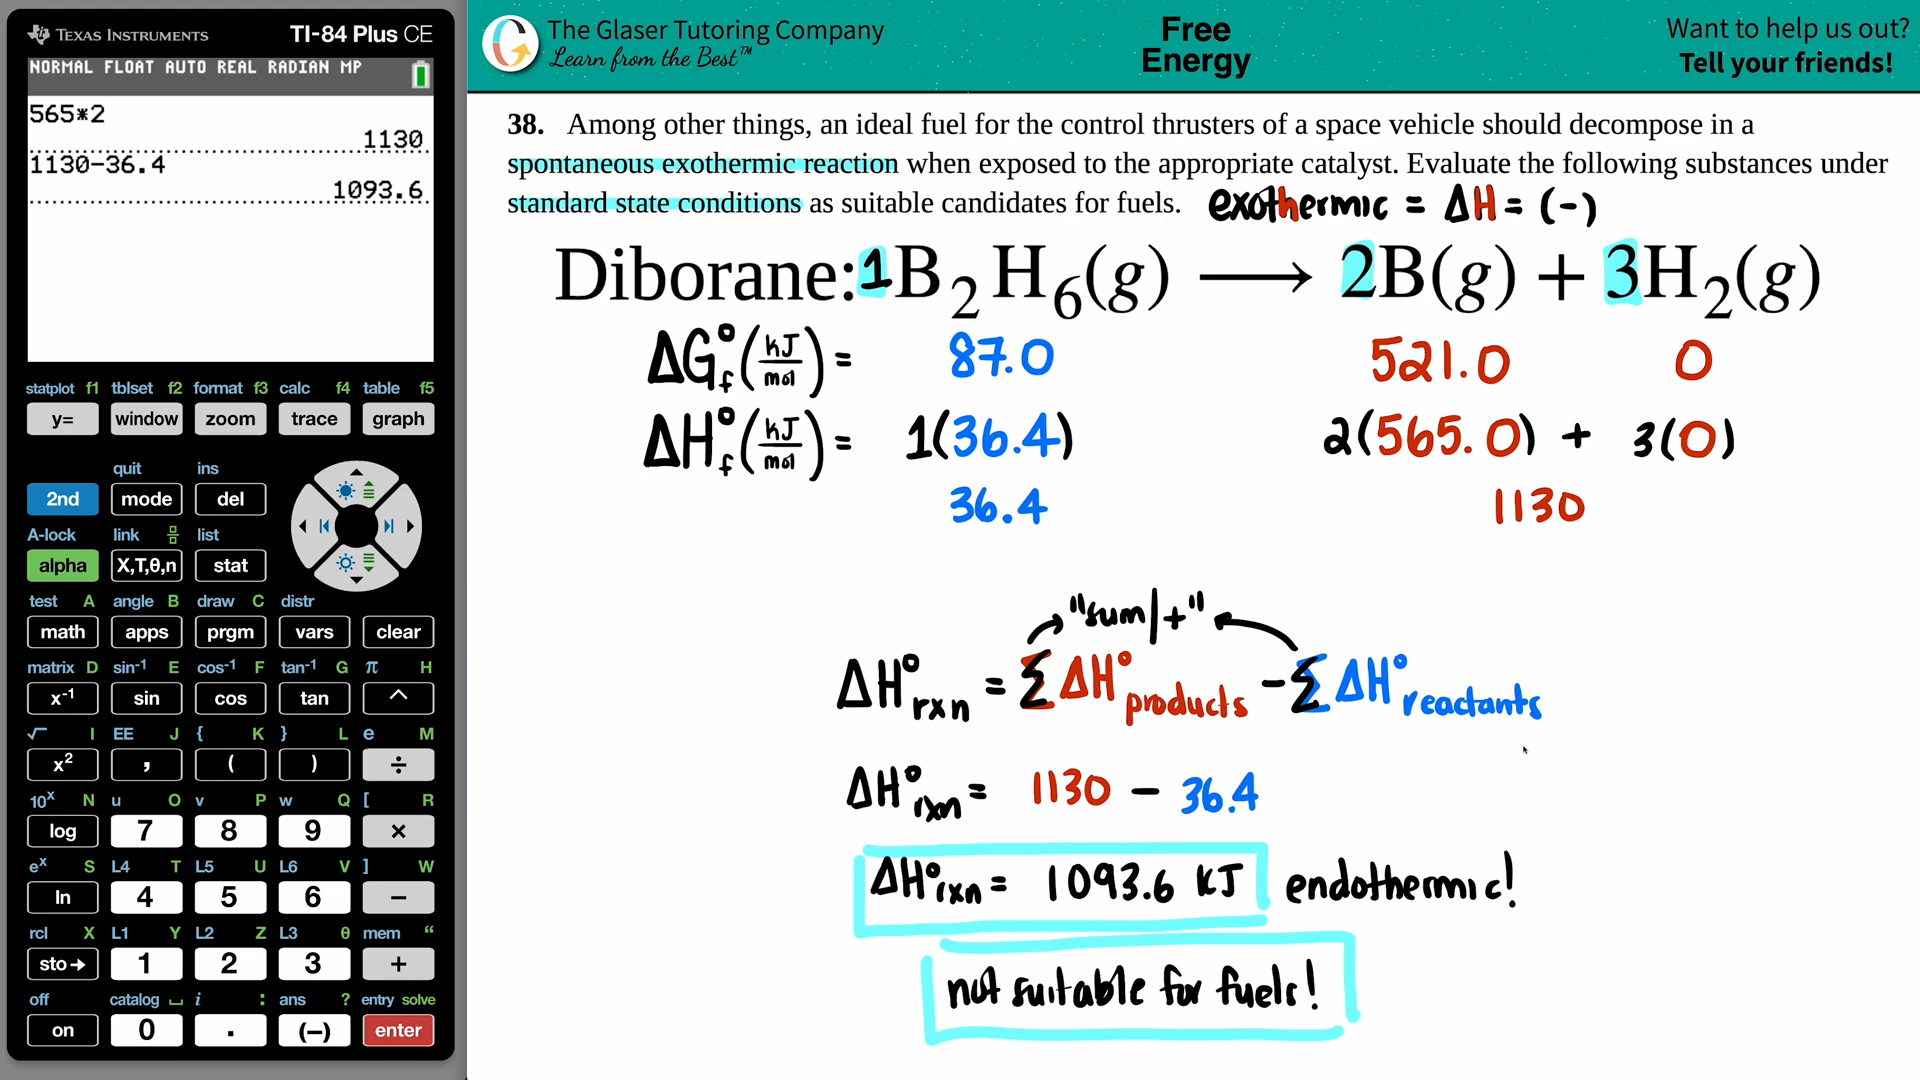 TEXAS INSTRUMENTS TI-84 Plus CE
NORMAL FLOAT AUTO REAL RADIAN MP
565*2
1130
1130-36.4
1093.6
statplot f1 tblset f2 format f3 calc f4 table f5
y= window zoom trace graph
quit ins
2nd mode del
A-lock link list
alpha X,T,θ,n stat
test A angle B draw C distr
math apps prgm vars clear
matrix D sin⁻¹ E cos⁻¹ F tan⁻¹ G π H
x⁻¹ sin cos tan ^
√ I EE J { K } L e M
x² , ( ) ÷
10ˣ N u O v P w Q [ R
log 7 8 9 ×
eˣ S L4 T L5 U L6 V ] W
ln 4 5 6 −
rcl X L1 Y L2 Z L3 θ mem "
sto→ 1 2 3 +
off catalog ⎵ i : ans ? entry solve
on 0 . (−) enter
The Glaser Tutoring Company
Learn from the Best™
Free
Energy
Want to help us out?
Tell your friends!
38. Among other things, an ideal fuel for the control thrusters of a space vehicle should decompose in a
spontaneous exothermic reaction when exposed to the appropriate catalyst. Evaluate the following substances under
standard state conditions as suitable candidates for fuels. exothermic = ΔH = (-)
Diborane: 1B₂H₆(g) ⟶ 2B(g) + 3H₂(g)
ΔG°f (kJ/mol) = 87.0 521.0 0
ΔH°f (kJ/mol) = 1(36.4) 2(565.0) + 3(0)
36.4 1130
"sum/+"
ΔH°rxn = Σ ΔH°products - Σ ΔH°reactants
ΔH°rxn = 1130 - 36.4
ΔH°rxn = 1093.6 KJ endothermic!
not suitable for fuels!